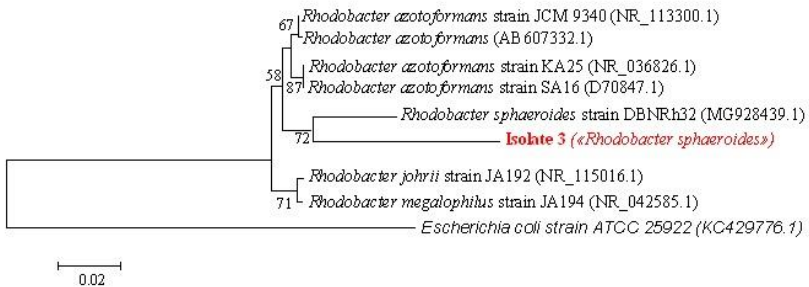 67
Rhodobacter azotoformans strain JCM 9340 (NR_113300.1)
Rhodobacter azotoformans (AB607332.1)
58
Rhodobacter azotoformans strain KA25 (NR_036826.1)
87
Rhodobacter azotoformans strain SA16 (D70847.1)
Rhodobacter sphaeroides strain DBNRh32 (MG928439.1)
72
Isolate 3 («Rhodobacter sphaeroides»)
Rhodobacter johrii strain JA192 (NR_115016.1)
71
Rhodobacter megalophilus strain JA194 (NR_042585.1)
Escherichia coli strain ATCC 25922 (KC429776.1)
0.02